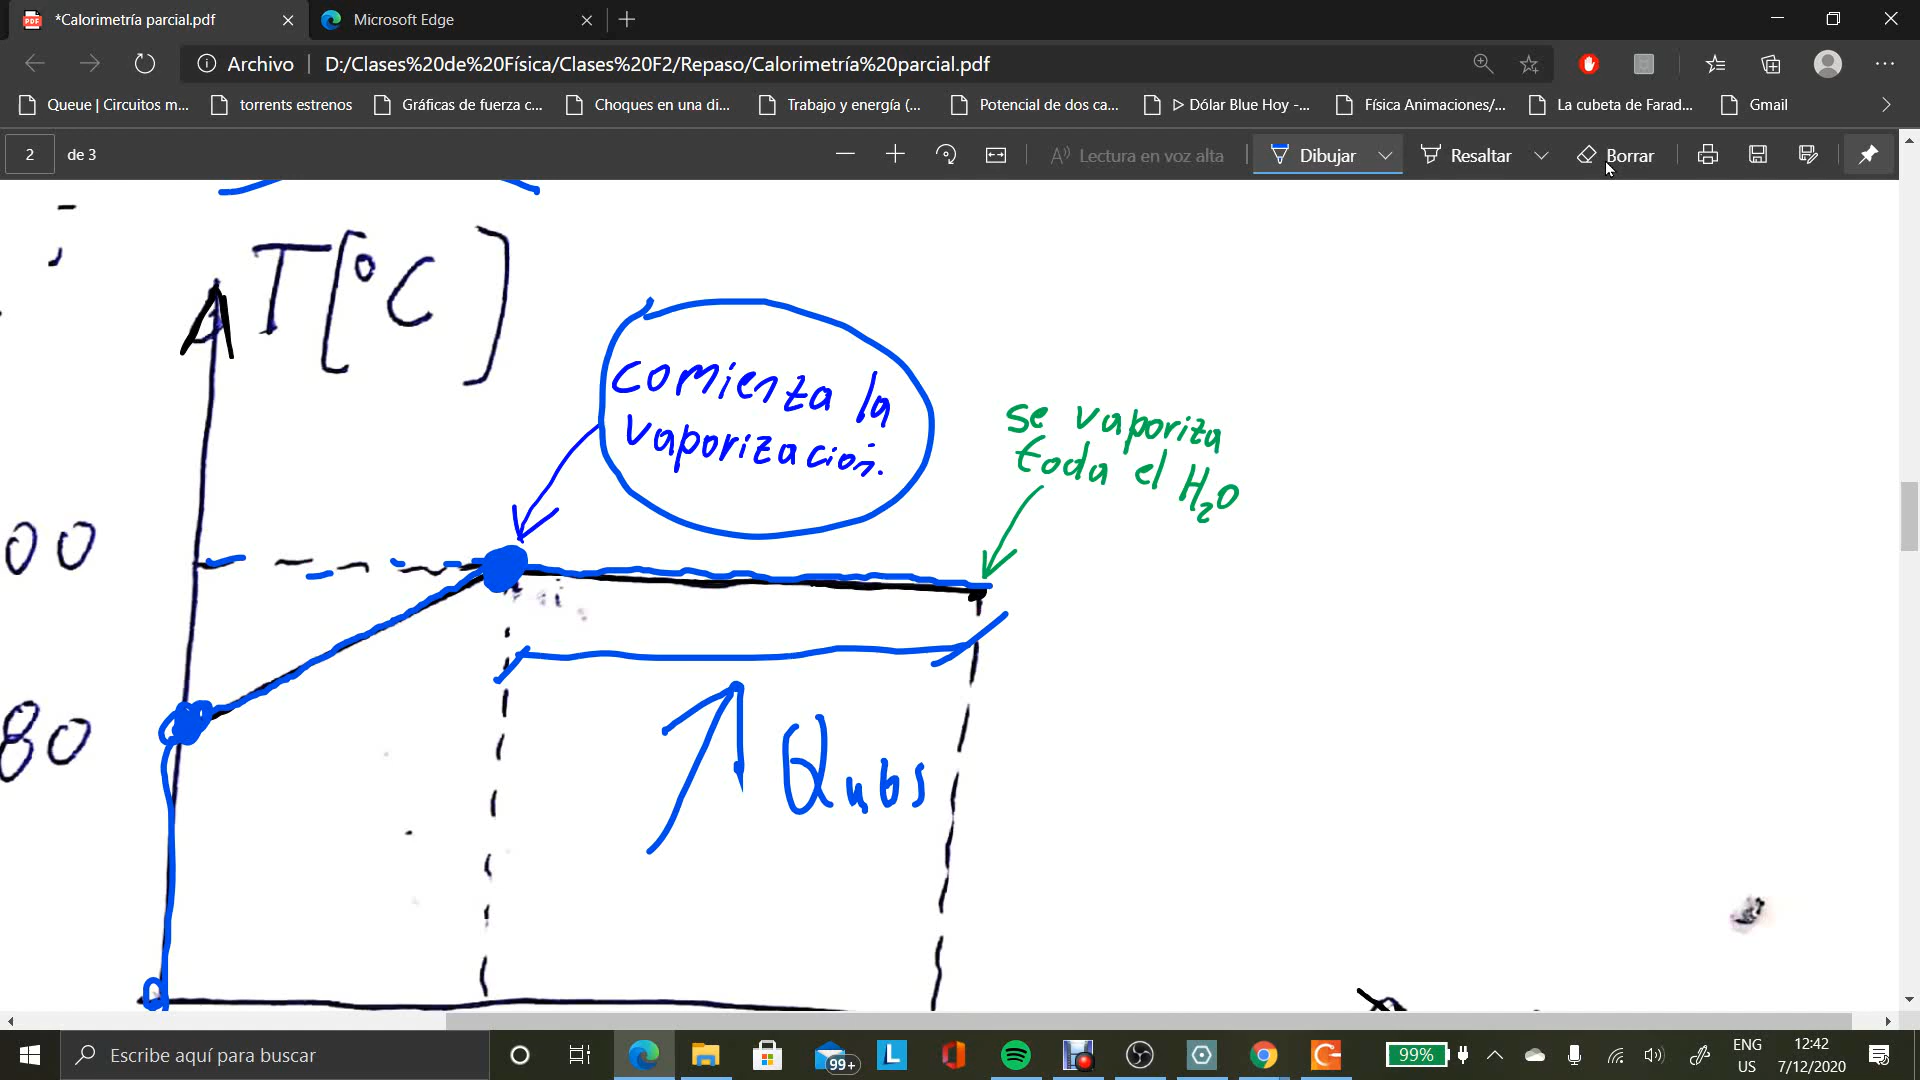 *Calorimetría parcial.pdf
Microsoft Edge
Archivo
D:/Clases%20de%20Física/Clases%20F2/Repaso/Calorimetría%20parcial.pdf
Queue | Circuitos m...
torrents estrenos
Gráficas de fuerza c...
Choques en una di...
Trabajo y energía (...
Potencial de dos ca...
▷ Dólar Blue Hoy -...
Física Animaciones/...
La cubeta de Farad...
Gmail
2 de 3
Lectura en voz alta
Dibujar
Resaltar
Borrar
T[°C]
comienza la
vaporización.
se vaporiza
toda el H₂O
00
80
Escribe aquí para buscar
99+
99%
ENG
US
12:42
7/12/2020